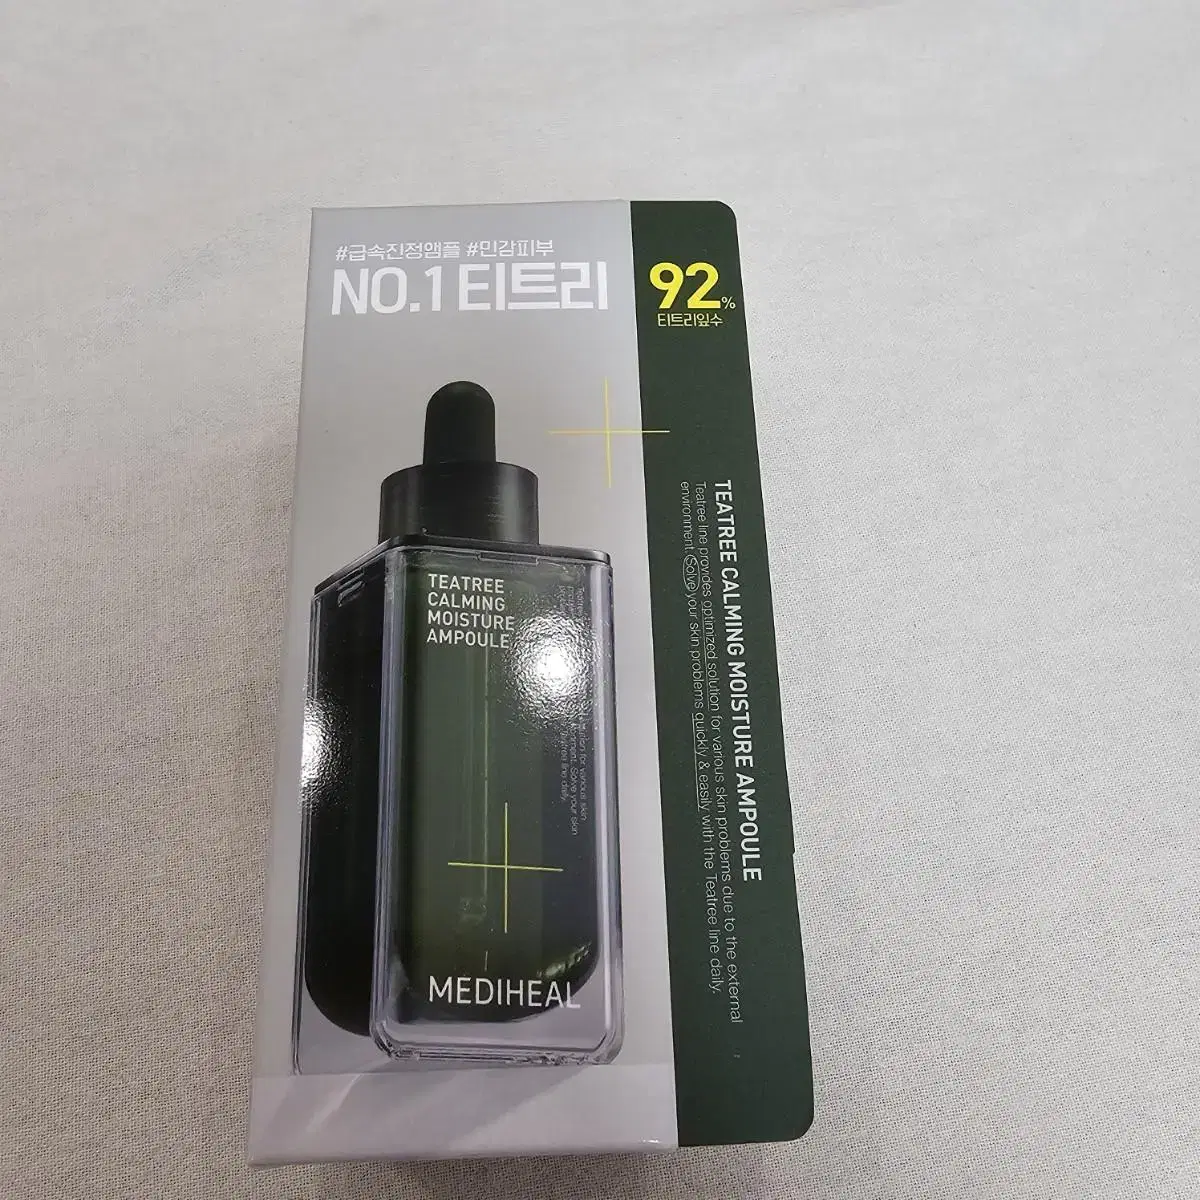 #급속진정앰플 #민감피부
NO.1 티트리
92%
티트리잎수
TEATREE CALMING MOISTURE AMPOULE
Teatree line provides optimized solution for various skin problems due to the external
environment. Solve your skin problems quickly & easily with the Teatree line daily.
TEATREE
CALMING
MOISTURE
AMPOULE
MEDIHEAL